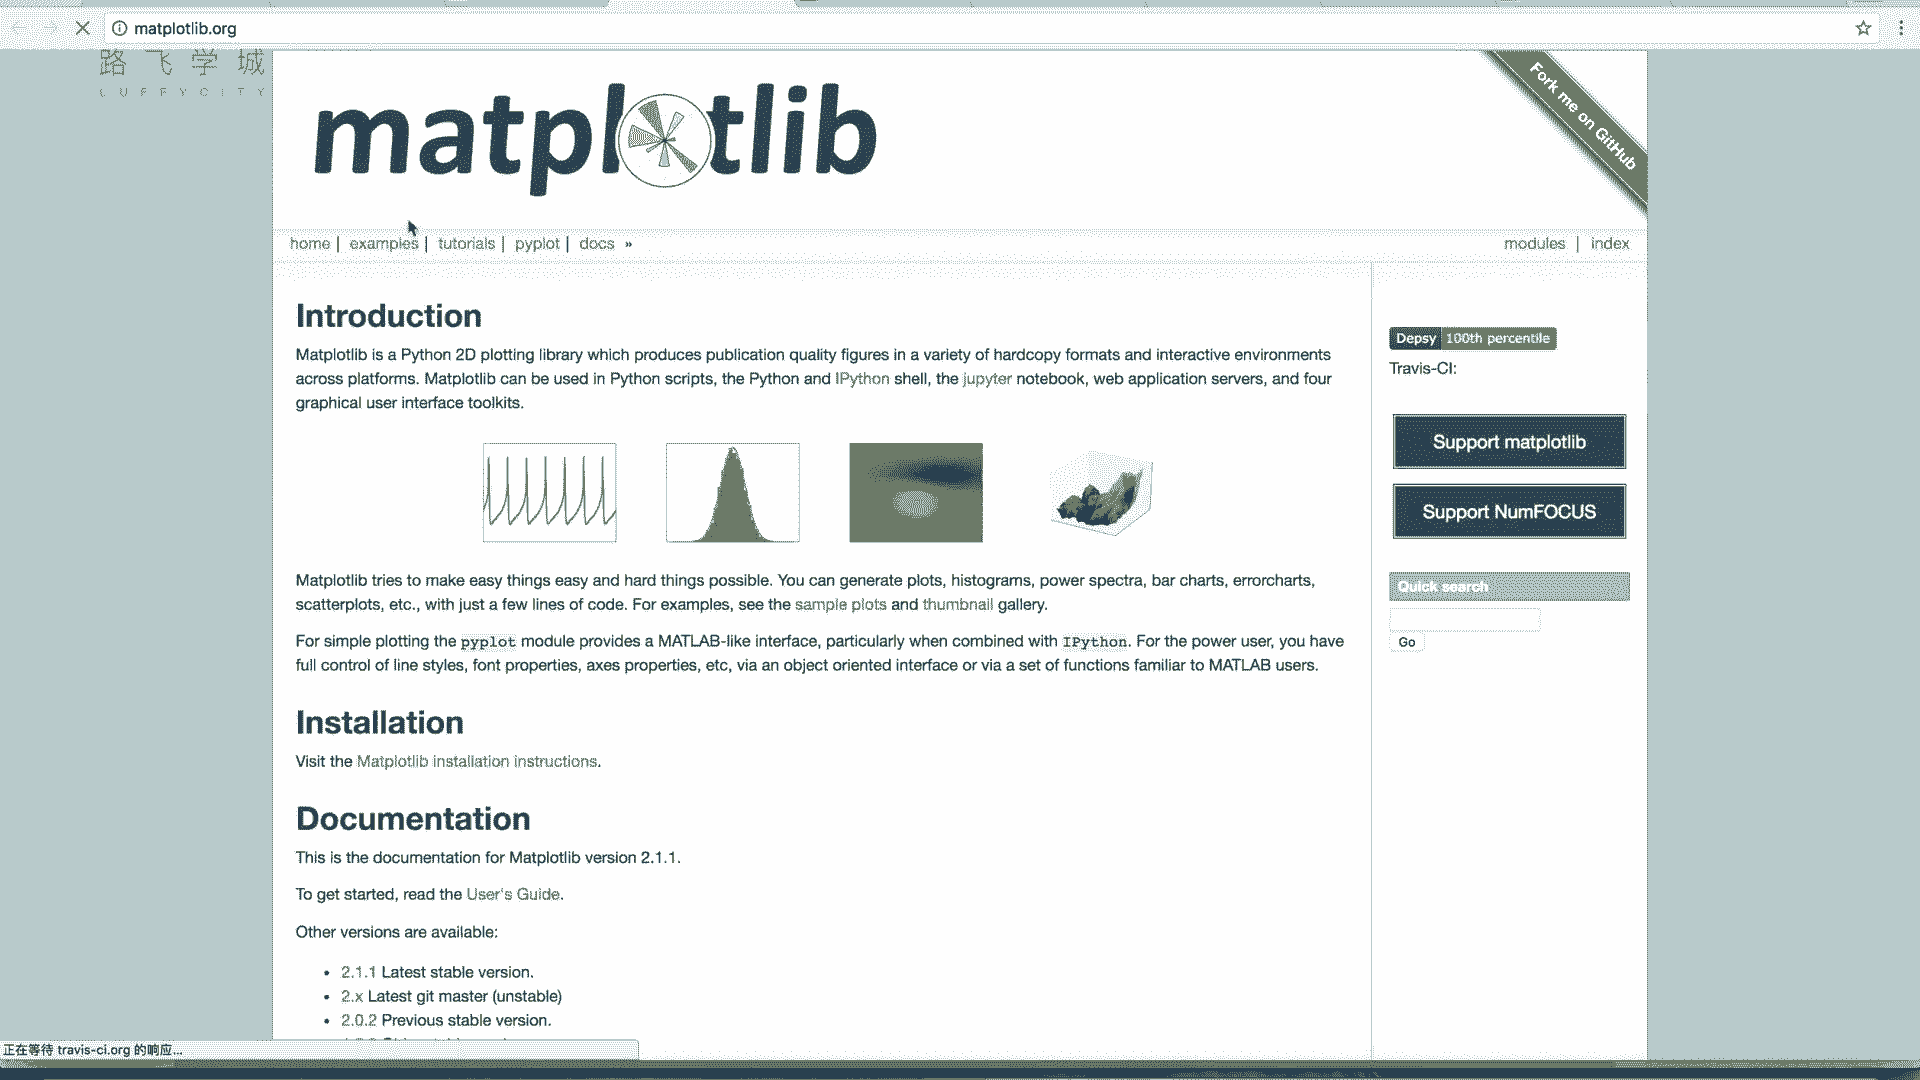 matplotlib.org
路飞学城
LUFFYCITY
matplotlib
Fork me on GitHub
home | examples | tutorials | pyplot | docs »
modules | index
Introduction
Matplotlib is a Python 2D plotting library which produces publication quality figures in a variety of hardcopy formats and interactive environments
across platforms. Matplotlib can be used in Python scripts, the Python and IPython shell, the jupyter notebook, web application servers, and four
graphical user interface toolkits.
Matplotlib tries to make easy things easy and hard things possible. You can generate plots, histograms, power spectra, bar charts, errorcharts,
scatterplots, etc., with just a few lines of code. For examples, see the sample plots and thumbnail gallery.
For simple plotting the pyplot module provides a MATLAB-like interface, particularly when combined with IPython. For the power user, you have
full control of line styles, font properties, axes properties, etc, via an object oriented interface or via a set of functions familiar to MATLAB users.
Installation
Visit the Matplotlib installation instructions.
Documentation
This is the documentation for Matplotlib version 2.1.1.
To get started, read the User's Guide.
Other versions are available:
• 2.1.1 Latest stable version.
• 2.x Latest git master (unstable)
• 2.0.2 Previous stable version.
Depsy 100th percentile
Travis-CI:
Support matplotlib
Support NumFOCUS
Quick search
Go
正在等待 travis-ci.org 的响应...